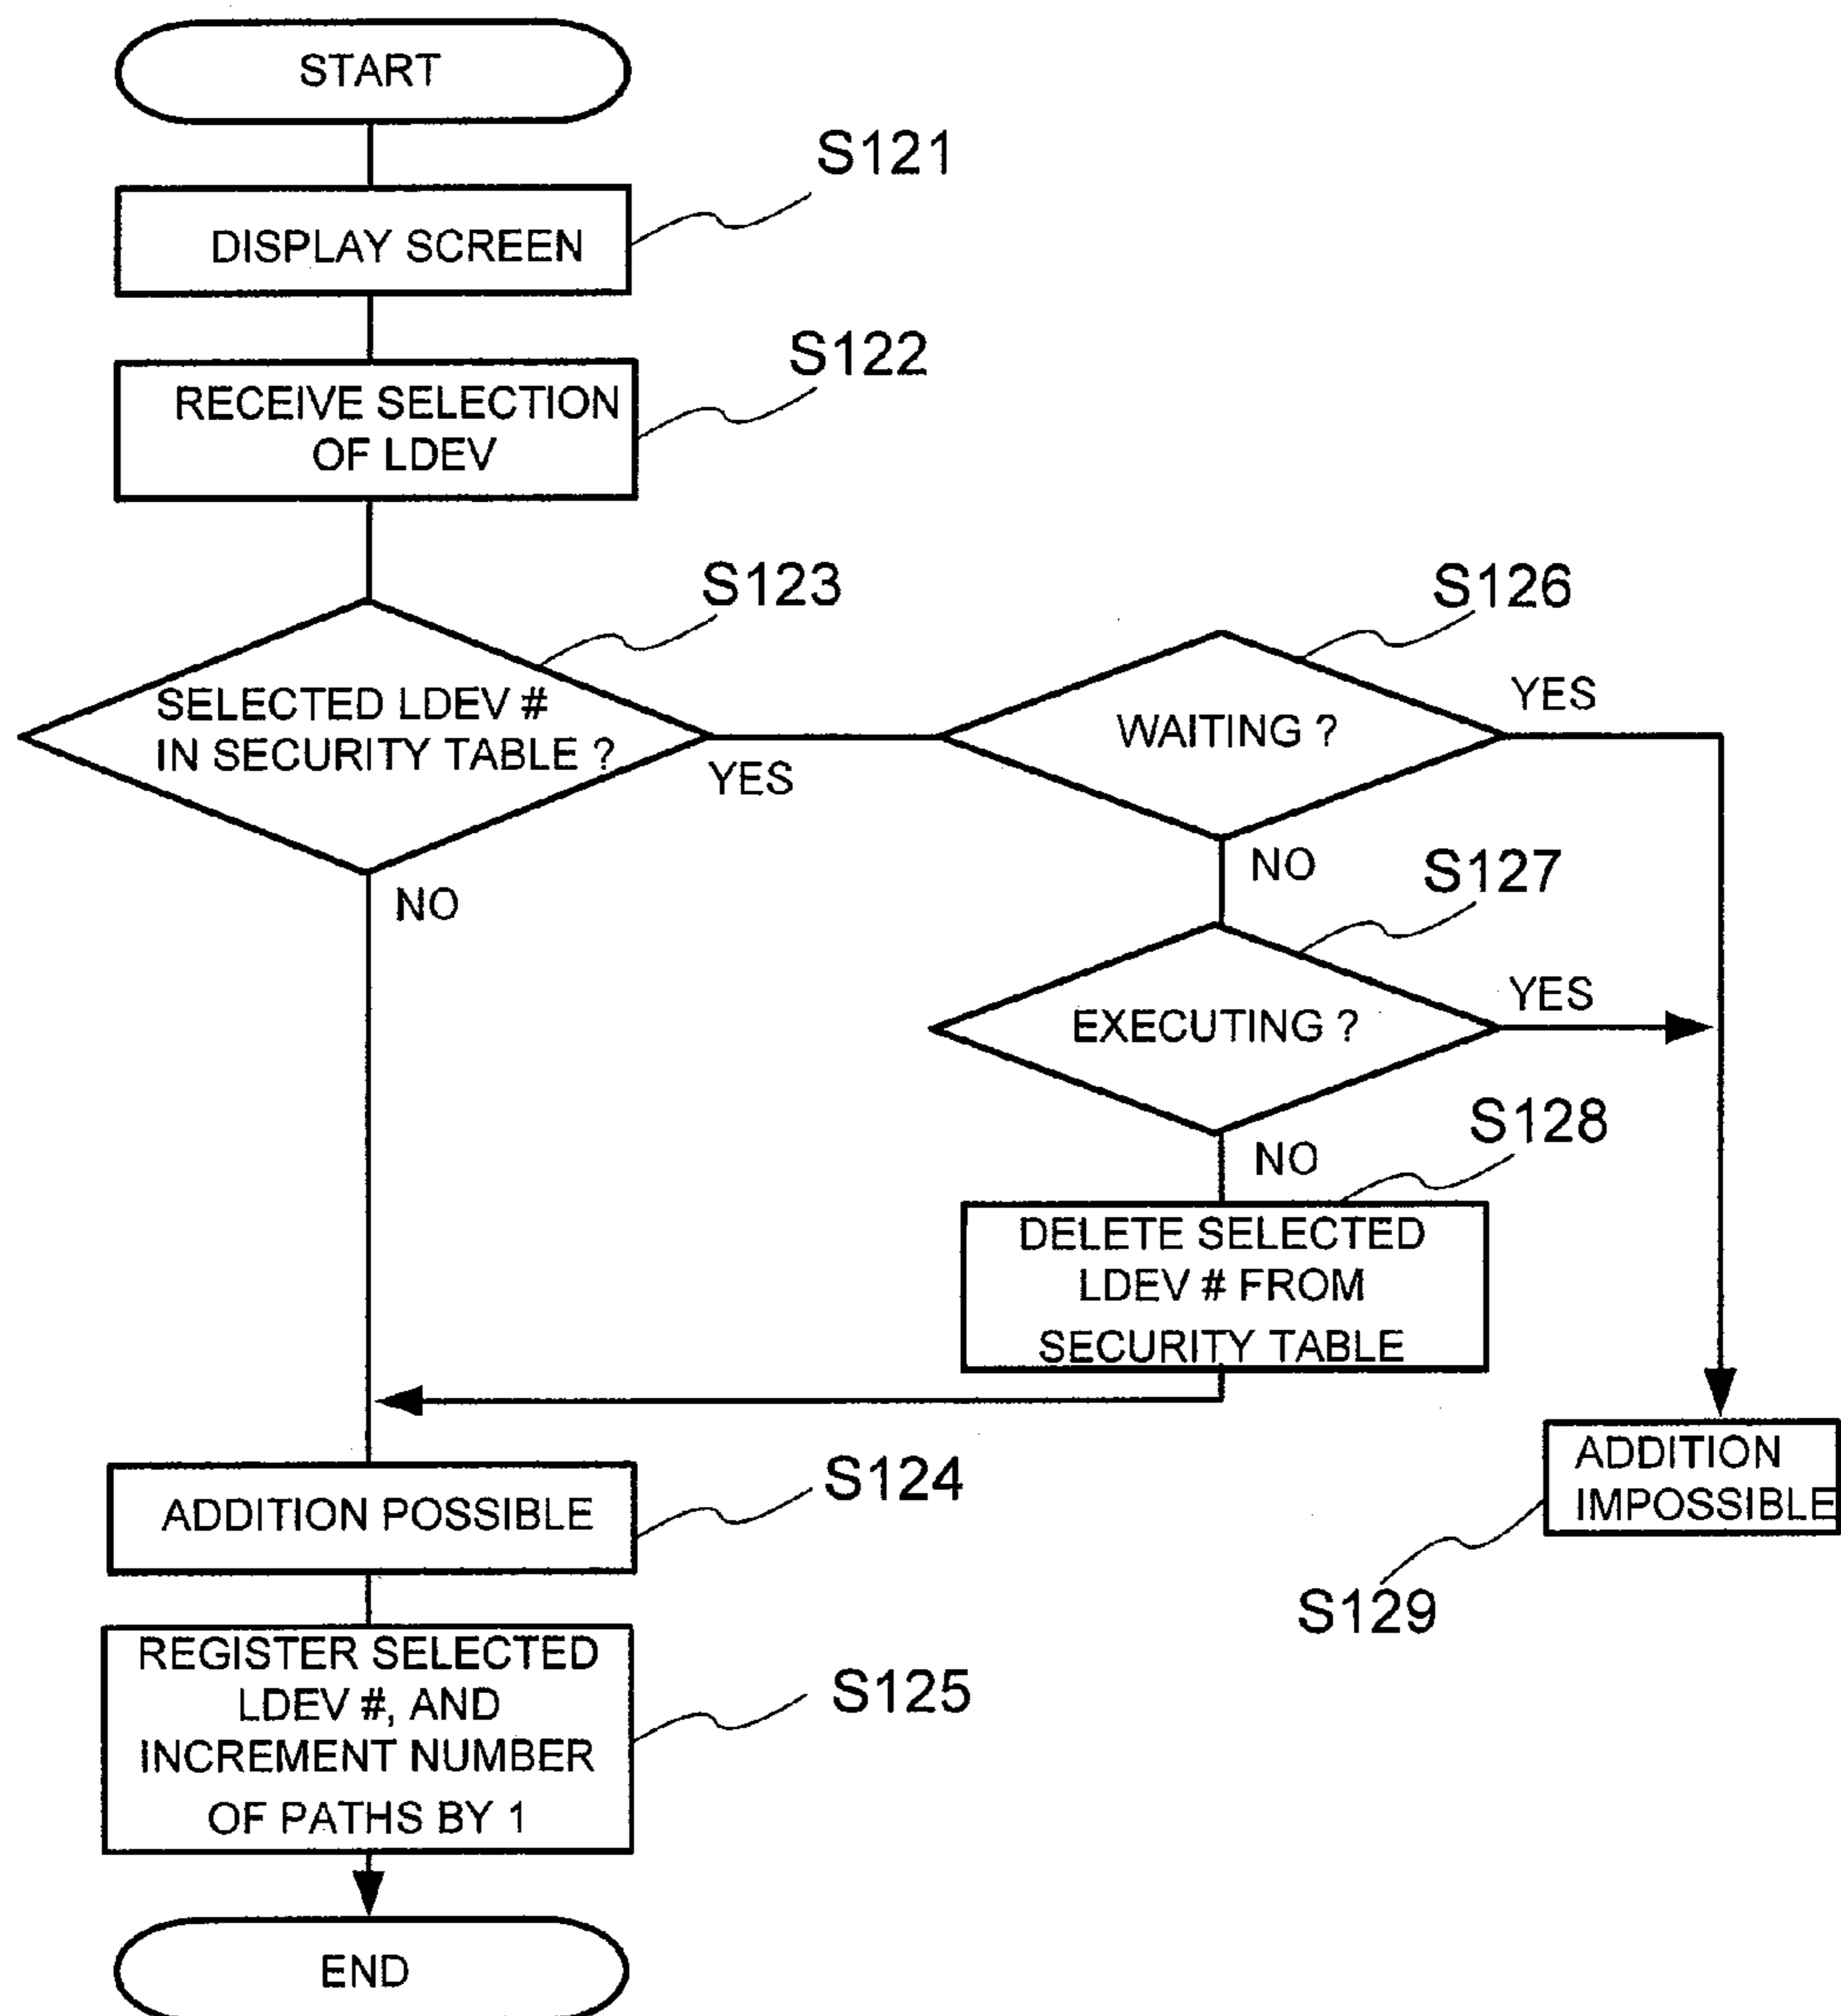 START
S121
DISPLAY SCREEN
S122
RECEIVE SELECTION
OF LDEV
S123
SELECTED LDEV #
IN SECURITY TABLE ?
YES
NO
S126
WAITING ?
YES
NO
S127
EXECUTING ?
YES
NO
S128
DELETE SELECTED
LDEV # FROM
SECURITY TABLE
S124
ADDITION POSSIBLE
ADDITION
IMPOSSIBLE
S129
S125
REGISTER SELECTED
LDEV #, AND
INCREMENT NUMBER
OF PATHS BY 1
END